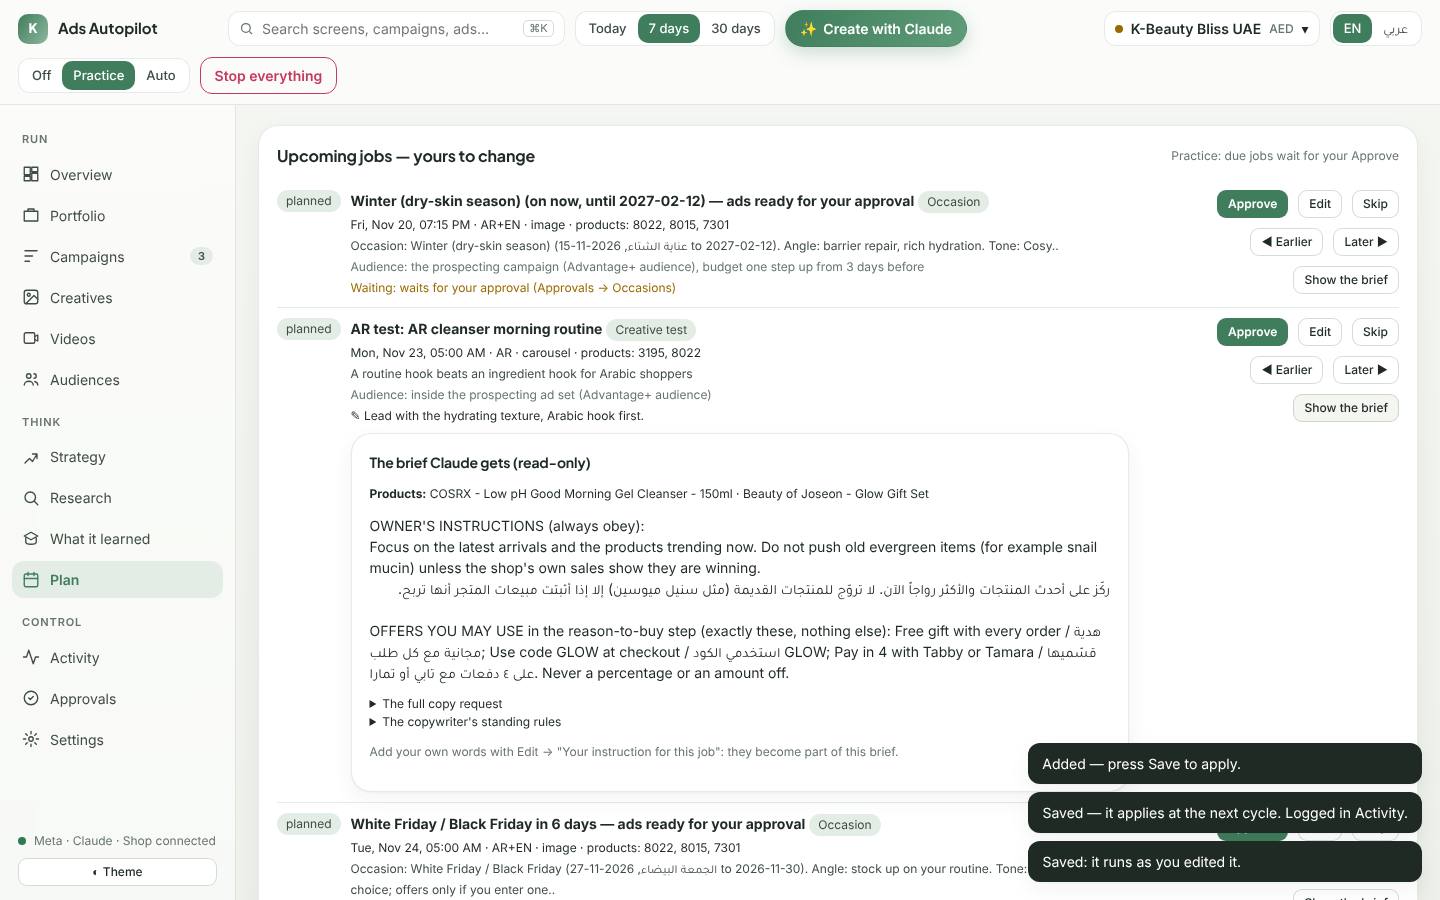 K Ads Autopilot
Search screens, campaigns, ads... ⌘K
Today 7 days 30 days
✨ Create with Claude
K-Beauty Bliss UAE AED ▼
EN عربي
Off Practice Auto
Stop everything
RUN
Overview
Portfolio
Campaigns 3
Creatives
Videos
Audiences
THINK
Strategy
Research
What it learned
Plan
CONTROL
Activity
Approvals
Settings
Meta · Claude · Shop connected
Theme
Upcoming jobs — yours to change
Practice: due jobs wait for your Approve
planned Winter (dry-skin season) (on now, until 2027-02-12) — ads ready for your approval Occasion
Fri, Nov 20, 07:15 PM · AR+EN · image · products: 8022, 8015, 7301
Occasion: Winter (dry-skin season) (عناية الشتاء, 2026-11-15 to 2027-02-12). Angle: barrier repair, rich hydration. Tone: Cosy..
Audience: the prospecting campaign (Advantage+ audience), budget one step up from 3 days before
Waiting: waits for your approval (Approvals → Occasions)
Approve Edit Skip
◀ Earlier Later ▶
Show the brief
planned AR test: AR cleanser morning routine Creative test
Mon, Nov 23, 05:00 AM · AR · carousel · products: 3195, 8022
A routine hook beats an ingredient hook for Arabic shoppers
Audience: inside the prospecting ad set (Advantage+ audience)
✎ Lead with the hydrating texture, Arabic hook first.
Approve Edit Skip
◀ Earlier Later ▶
Show the brief
The brief Claude gets (read-only)
Products: COSRX - Low pH Good Morning Gel Cleanser - 150ml · Beauty of Joseon - Glow Gift Set
OWNER'S INSTRUCTIONS (always obey):
Focus on the latest arrivals and the products trending now. Do not push old evergreen items (for example snail
mucin) unless the shop's own sales show they are winning.
ركّز على أحدث المنتجات والأكثر رواجاً الآن. لا تروّج للمنتجات القديمة (مثل سنيل ميوسين) إلا إذا أثبتت مبيعات المتجر أنها تربح.
OFFERS YOU MAY USE in the reason-to-buy step (exactly these, nothing else): Free gift with every order / هدية
مجانية مع كل طلب; Use code GLOW at checkout / استخدمي الكود GLOW; Pay in 4 with Tabby or Tamara / قسّميها
على ٤ دفعات مع تابي أو تمارا. Never a percentage or an amount off.
▶ The full copy request
▶ The copywriter's standing rules
Add your own words with Edit → "Your instruction for this job": they become part of this brief.
planned White Friday / Black Friday in 6 days — ads ready for your approval Occasion
Tue, Nov 24, 05:00 AM · AR+EN · image · products: 8022, 8015, 7301
Occasion: White Friday / Black Friday (الجمعة البيضاء, 2026-11-27 to 2026-11-30). Angle: stock up on your routine. Tone:
choice; offers only if you enter one..
Added — press Save to apply.
Saved — it applies at the next cycle. Logged in Activity.
Saved: it runs as you edited it.